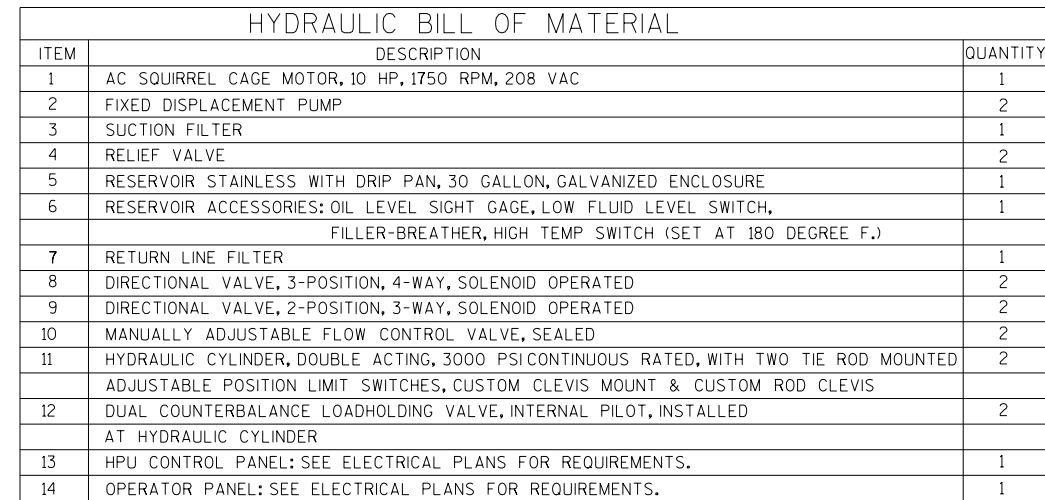 HYDRAULIC BILL OF MATERIAL
ITEM DESCRIPTION QUANTITY
1 AC SQUIRREL CAGE MOTOR, 10 HP, 1750 RPM, 208 VAC 1
2 FIXED DISPLACEMENT PUMP 2
3 SUCTION FILTER 1
4 RELIEF VALVE 2
5 RESERVOIR STAINLESS WITH DRIP PAN, 30 GALLON, GALVANIZED ENCLOSURE 1
6 RESERVOIR ACCESSORIES: OIL LEVEL SIGHT GAGE, LOW FLUID LEVEL SWITCH, 1
FILLER-BREATHER, HIGH TEMP SWITCH (SET AT 180 DEGREE F.)
7 RETURN LINE FILTER 1
8 DIRECTIONAL VALVE, 3-POSITION, 4-WAY, SOLENOID OPERATED 2
9 DIRECTIONAL VALVE, 2-POSITION, 3-WAY, SOLENOID OPERATED 2
10 MANUALLY ADJUSTABLE FLOW CONTROL VALVE, SEALED 2
11 HYDRAULIC CYLINDER, DOUBLE ACTING, 3000 PSI CONTINUOUS RATED, WITH TWO TIE ROD MOUNTED 2
ADJUSTABLE POSITION LIMIT SWITCHES, CUSTOM CLEVIS MOUNT & CUSTOM ROD CLEVIS
12 DUAL COUNTERBALANCE LOADHOLDING VALVE, INTERNAL PILOT, INSTALLED 2
AT HYDRAULIC CYLINDER
13 HPU CONTROL PANEL: SEE ELECTRICAL PLANS FOR REQUIREMENTS. 1
14 OPERATOR PANEL: SEE ELECTRICAL PLANS FOR REQUIREMENTS. 1